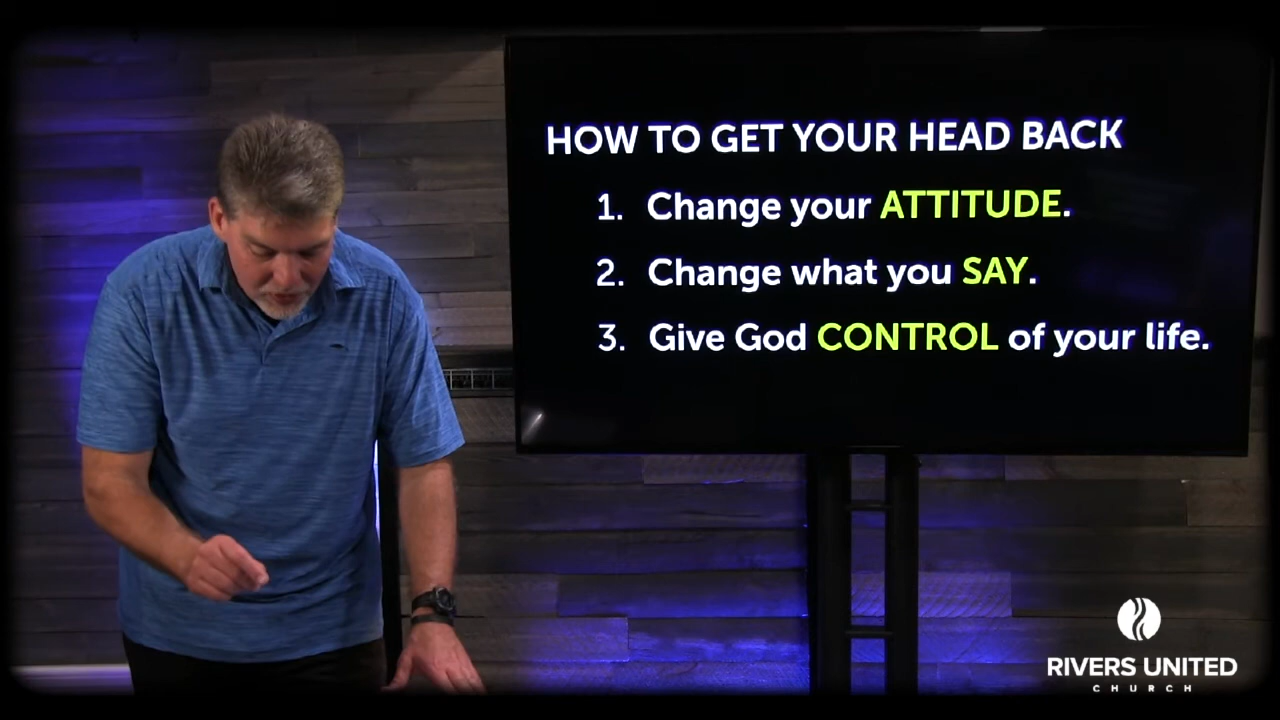 HOW TO GET YOUR HEAD BACK
1. Change your ATTITUDE.
2. Change what you SAY.
3. Give God CONTROL of your life.
RIVERS UNITED
CHURCH